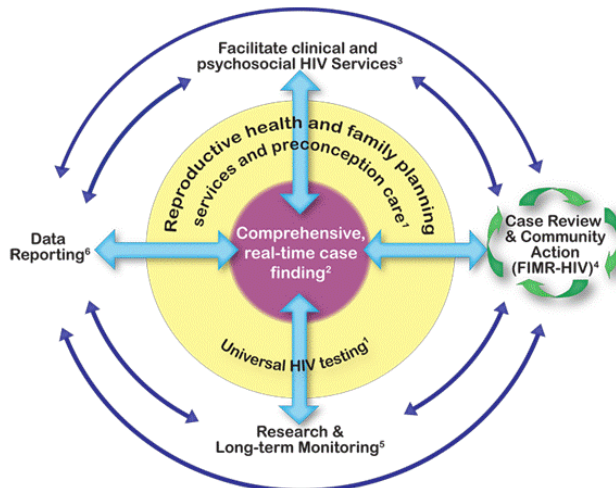 Facilitate clinical and
psychosocial HIV Services³
Reproductive health and family planning
services and preconception care¹
Comprehensive,
real-time case
finding²
Data
Reporting⁶
Case Review
& Community
Action
(FIMR-HIV)⁴
Universal HIV testing¹
Research &
Long-term Monitoring⁵